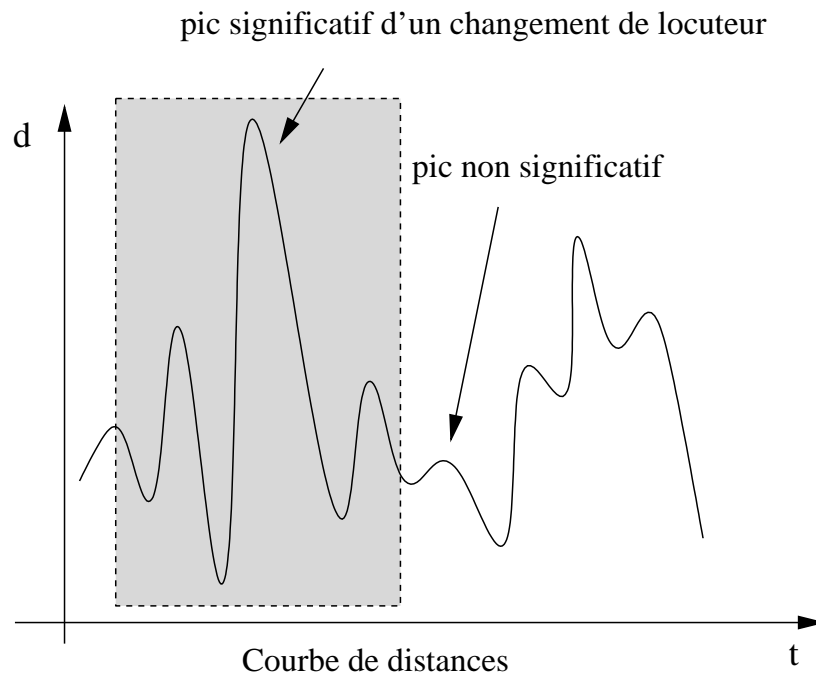 pic significatif d’un changement de locuteur
d
pic non significatif
t
Courbe de distances